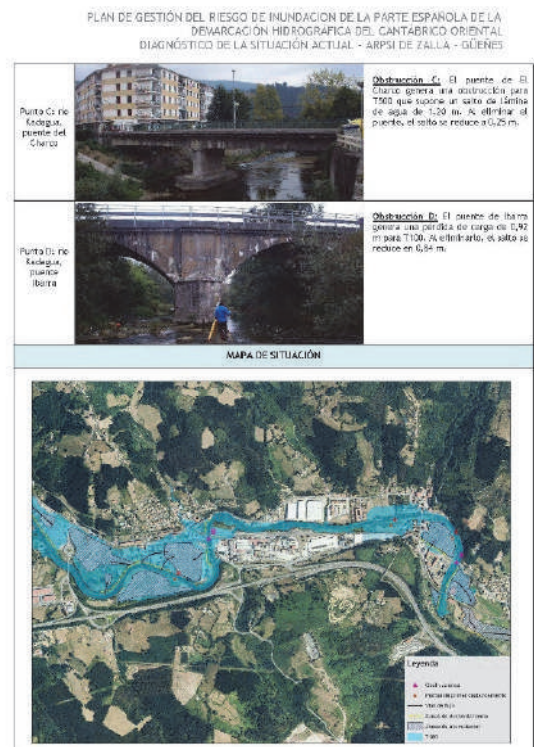 PLAN DE GESTIÓN DEL RIESGO DE INUNDACION DE LA PARTE ESPAÑOLA DE LA
DEMARCACIÓN HIDROGRÁFICA DEL CANTÁBRICO ORIENTAL
DIAGNÓSTICO DE LA SITUACIÓN ACTUAL - ARPSI DE ZALLA - GÜEÑES
Punto C: río
Kadagua,
puente del
Charco
Obstrucción C: El puente de El
Charco genera una obstrucción para
T500 que supone un salto de lámina
de agua de 1,20 m. Al eliminar el
puente, el salto se reduce a 0,25 m.
Punto D: río
Kadagua,
puente
Ibarra
Obstrucción D: El puente de Ibarra
genera una pérdida de carga de 0,92
m para T100. Al eliminarlo, el salto se
reduce en 0,84 m.
MAPA DE SITUACIÓN
Leyenda
T-500